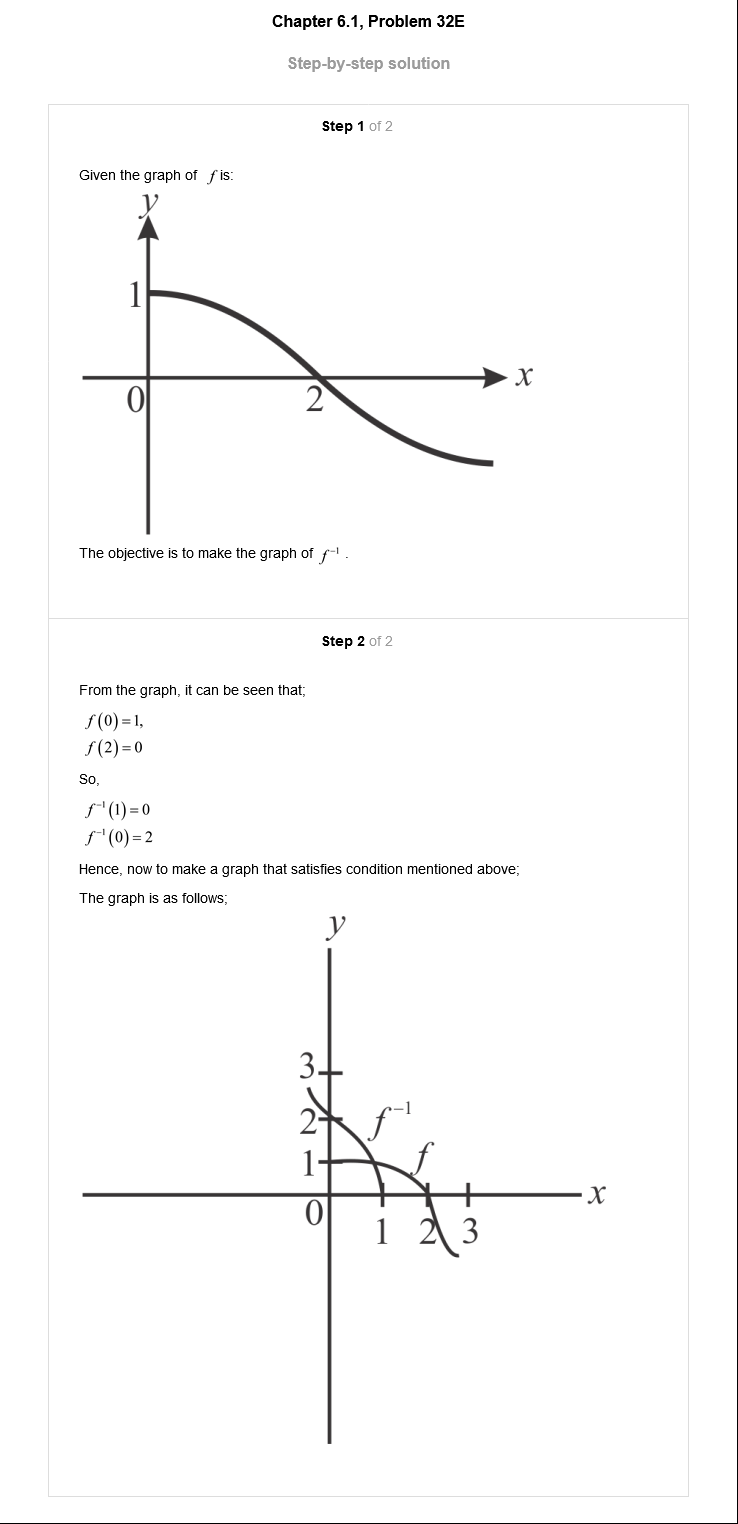 Chapter 6.1, Problem 32E
Step-by-step solution
Step 1 of 2
Given the graph of f is:
y
1
0
2
x
The objective is to make the graph of f⁻¹ .
Step 2 of 2
From the graph, it can be seen that;
f(0)=1,
f(2)=0
So,
f⁻¹(1)=0
f⁻¹(0)=2
Hence, now to make a graph that satisfies condition mentioned above;
The graph is as follows;
y
3
2
f⁻¹
1
f
x
0
1 2 3